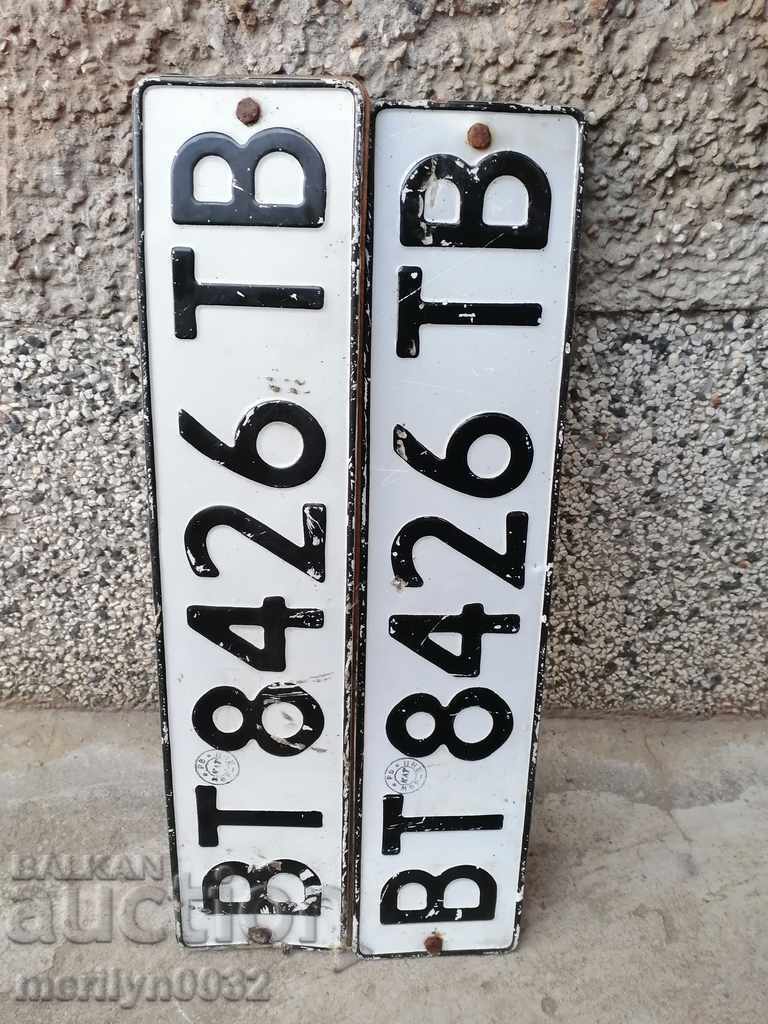 BT8426TB
BT8426TB
BALKAN
auction
merilyn0032